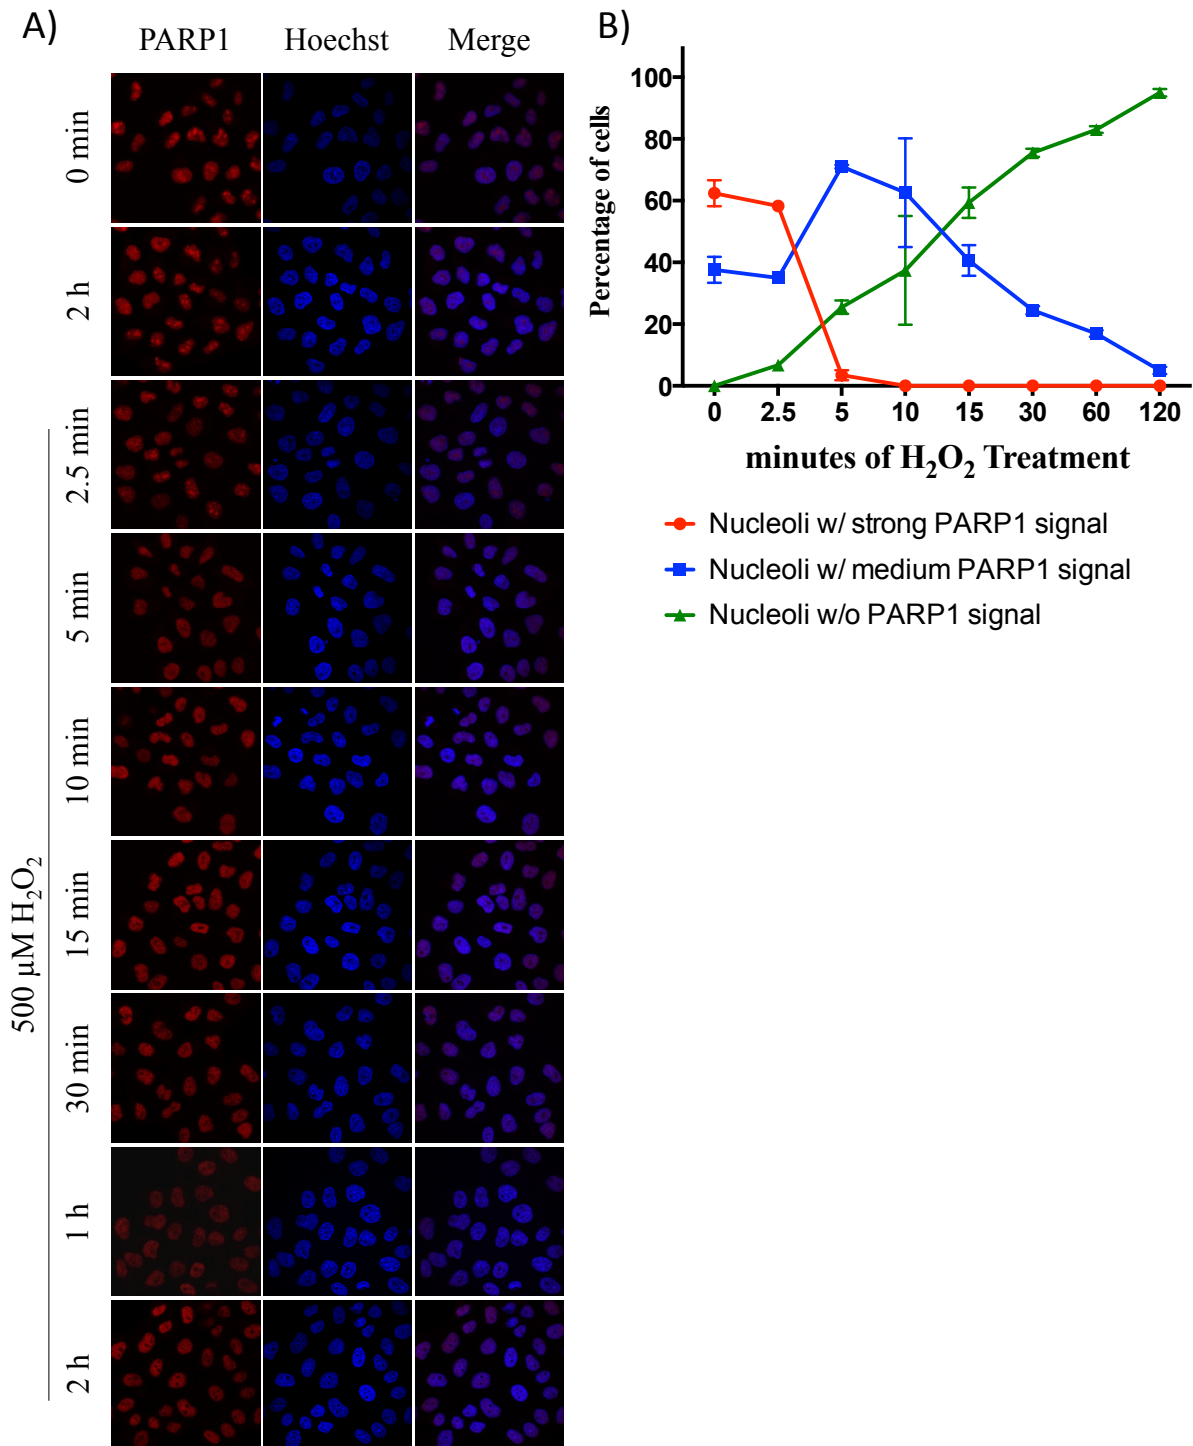 A)
PARP1 Hoechst Merge
0 min
2 h
2.5 min
5 min
10 min
15 min
30 min
1 h
2 h
500 µM H₂O₂
B)
Percentage of cells
100
80
60
40
20
0
0 2.5 5 10 15 30 60 120
minutes of H₂O₂ Treatment
Nucleoli w/ strong PARP1 signal
Nucleoli w/ medium PARP1 signal
Nucleoli w/o PARP1 signal